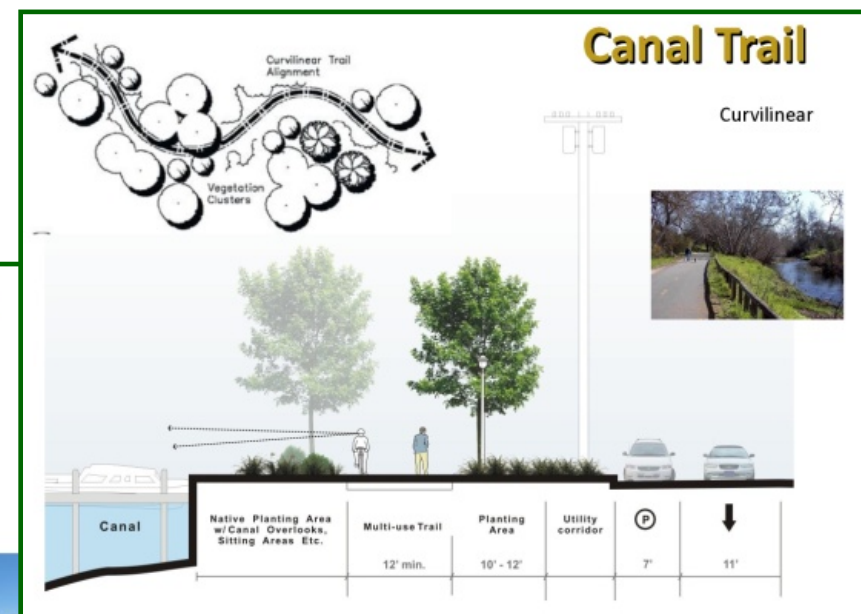 Canal Trail
Curvilinear Trail
Alignment
Curvilinear
Vegetation
Clusters
Canal
Native Planting Area
w/ Canal Overlooks,
Sitting Areas Etc.
Multi-use Trail
Planting
Area
Utility
corridor
P
12' min.
10' - 12'
7'
11'